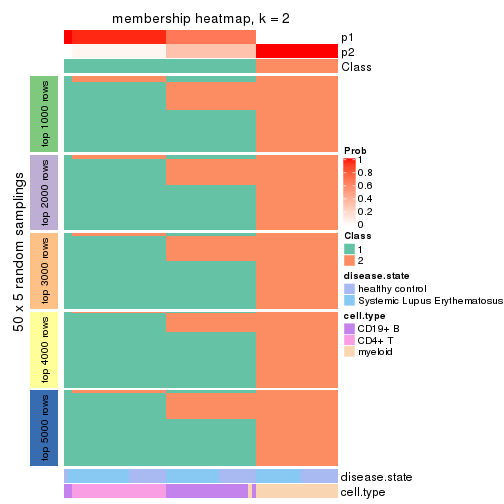 membership heatmap, k = 2
p1
p2
Class
50 x 5 random samplings
top 1000 rows
top 2000 rows
top 3000 rows
top 4000 rows
top 5000 rows
Prob
1
0.8
0.6
0.4
0.2
0
Class
1
2
disease.state
healthy control
Systemic Lupus Erythematosus
cell.type
CD19+ B
CD4+ T
myeloid
disease.state
cell.type